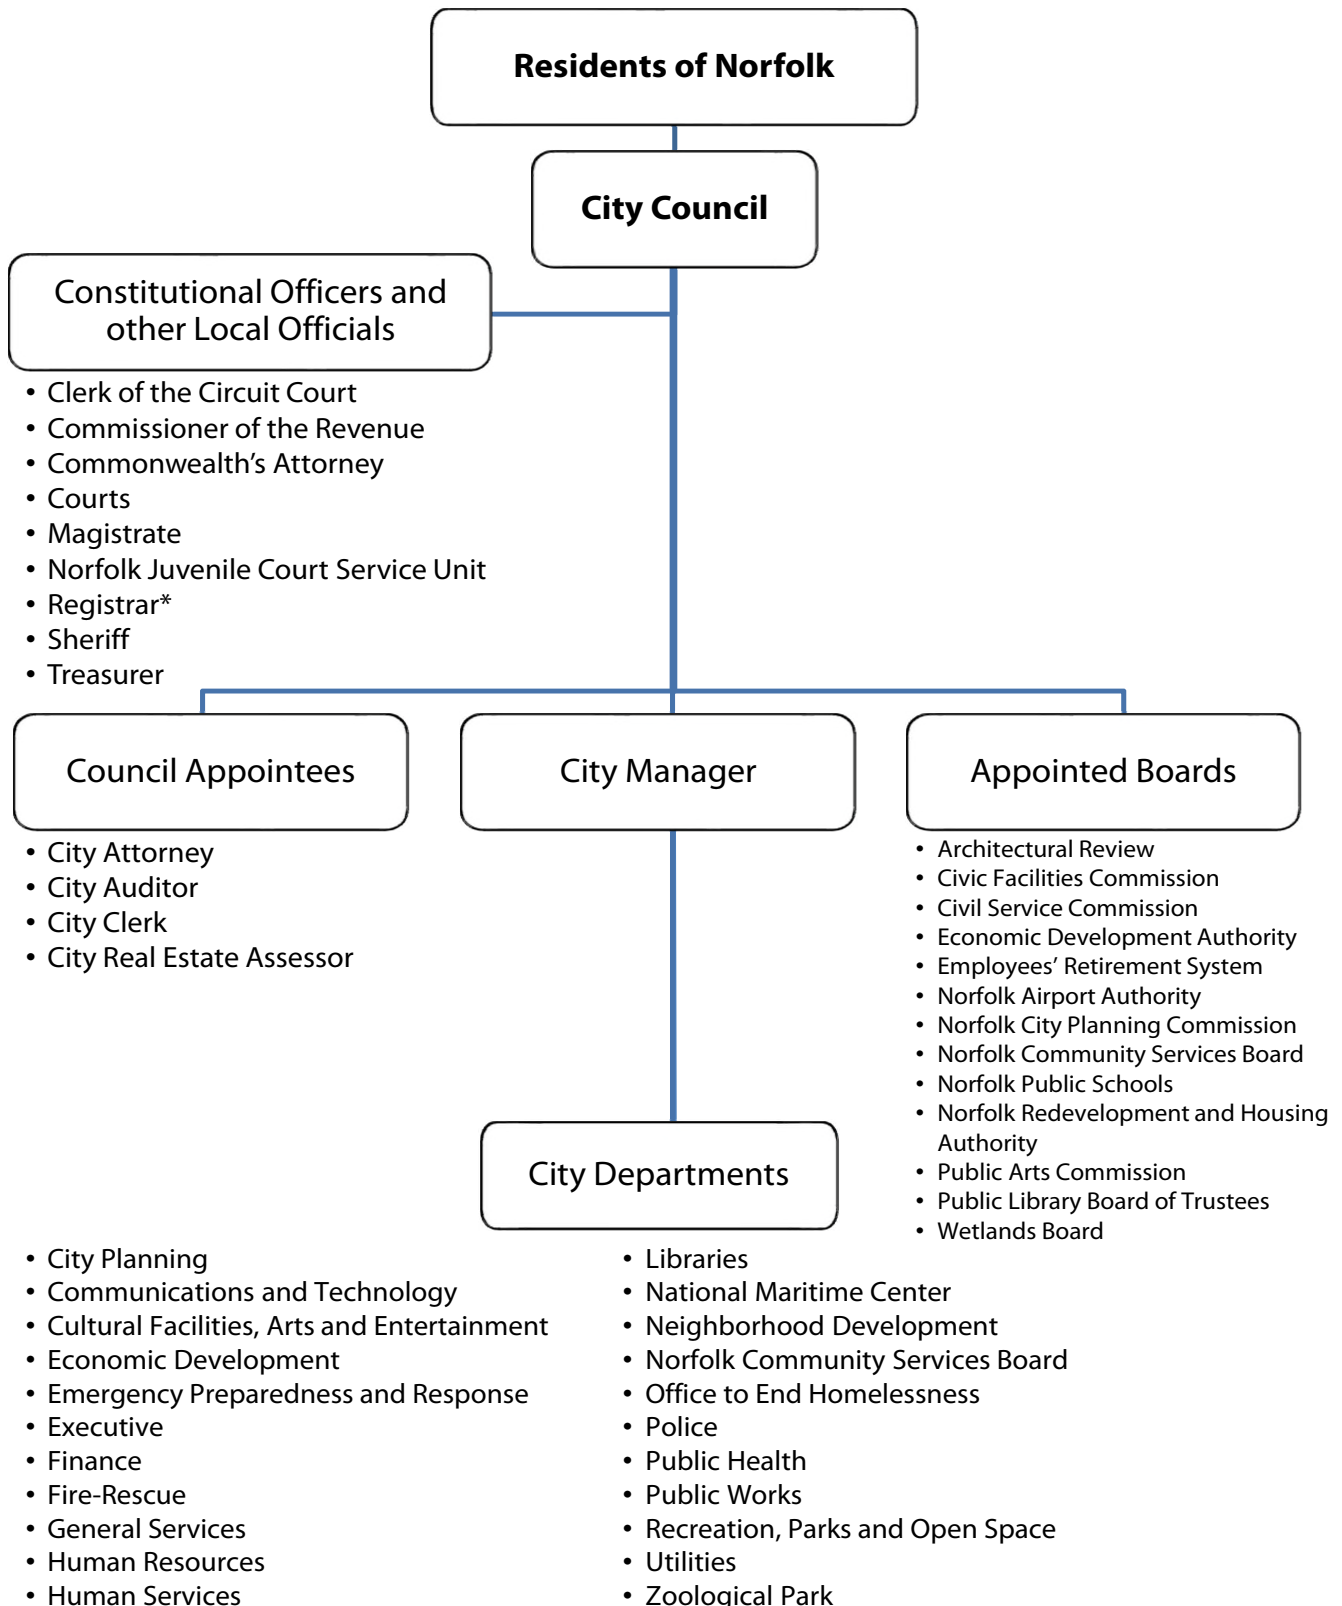 Residents of Norfolk
City Council
Constitutional Officers and
other Local Officials
• Clerk of the Circuit Court
• Commissioner of the Revenue
• Commonwealth’s Attorney
• Courts
• Magistrate
• Norfolk Juvenile Court Service Unit
• Registrar*
• Sheriff
• Treasurer
Council Appointees
• City Attorney
• City Auditor
• City Clerk
• City Real Estate Assessor
City Manager
Appointed Boards
• Architectural Review
• Civic Facilities Commission
• Civil Service Commission
• Economic Development Authority
• Employees’ Retirement System
• Norfolk Airport Authority
• Norfolk City Planning Commission
• Norfolk Community Services Board
• Norfolk Public Schools
• Norfolk Redevelopment and Housing
Authority
• Public Arts Commission
• Public Library Board of Trustees
• Wetlands Board
City Departments
• City Planning
• Communications and Technology
• Cultural Facilities, Arts and Entertainment
• Economic Development
• Emergency Preparedness and Response
• Executive
• Finance
• Fire-Rescue
• General Services
• Human Resources
• Human Services
• Libraries
• National Maritime Center
• Neighborhood Development
• Norfolk Community Services Board
• Office to End Homelessness
• Police
• Public Health
• Public Works
• Recreation, Parks and Open Space
• Utilities
• Zoological Park